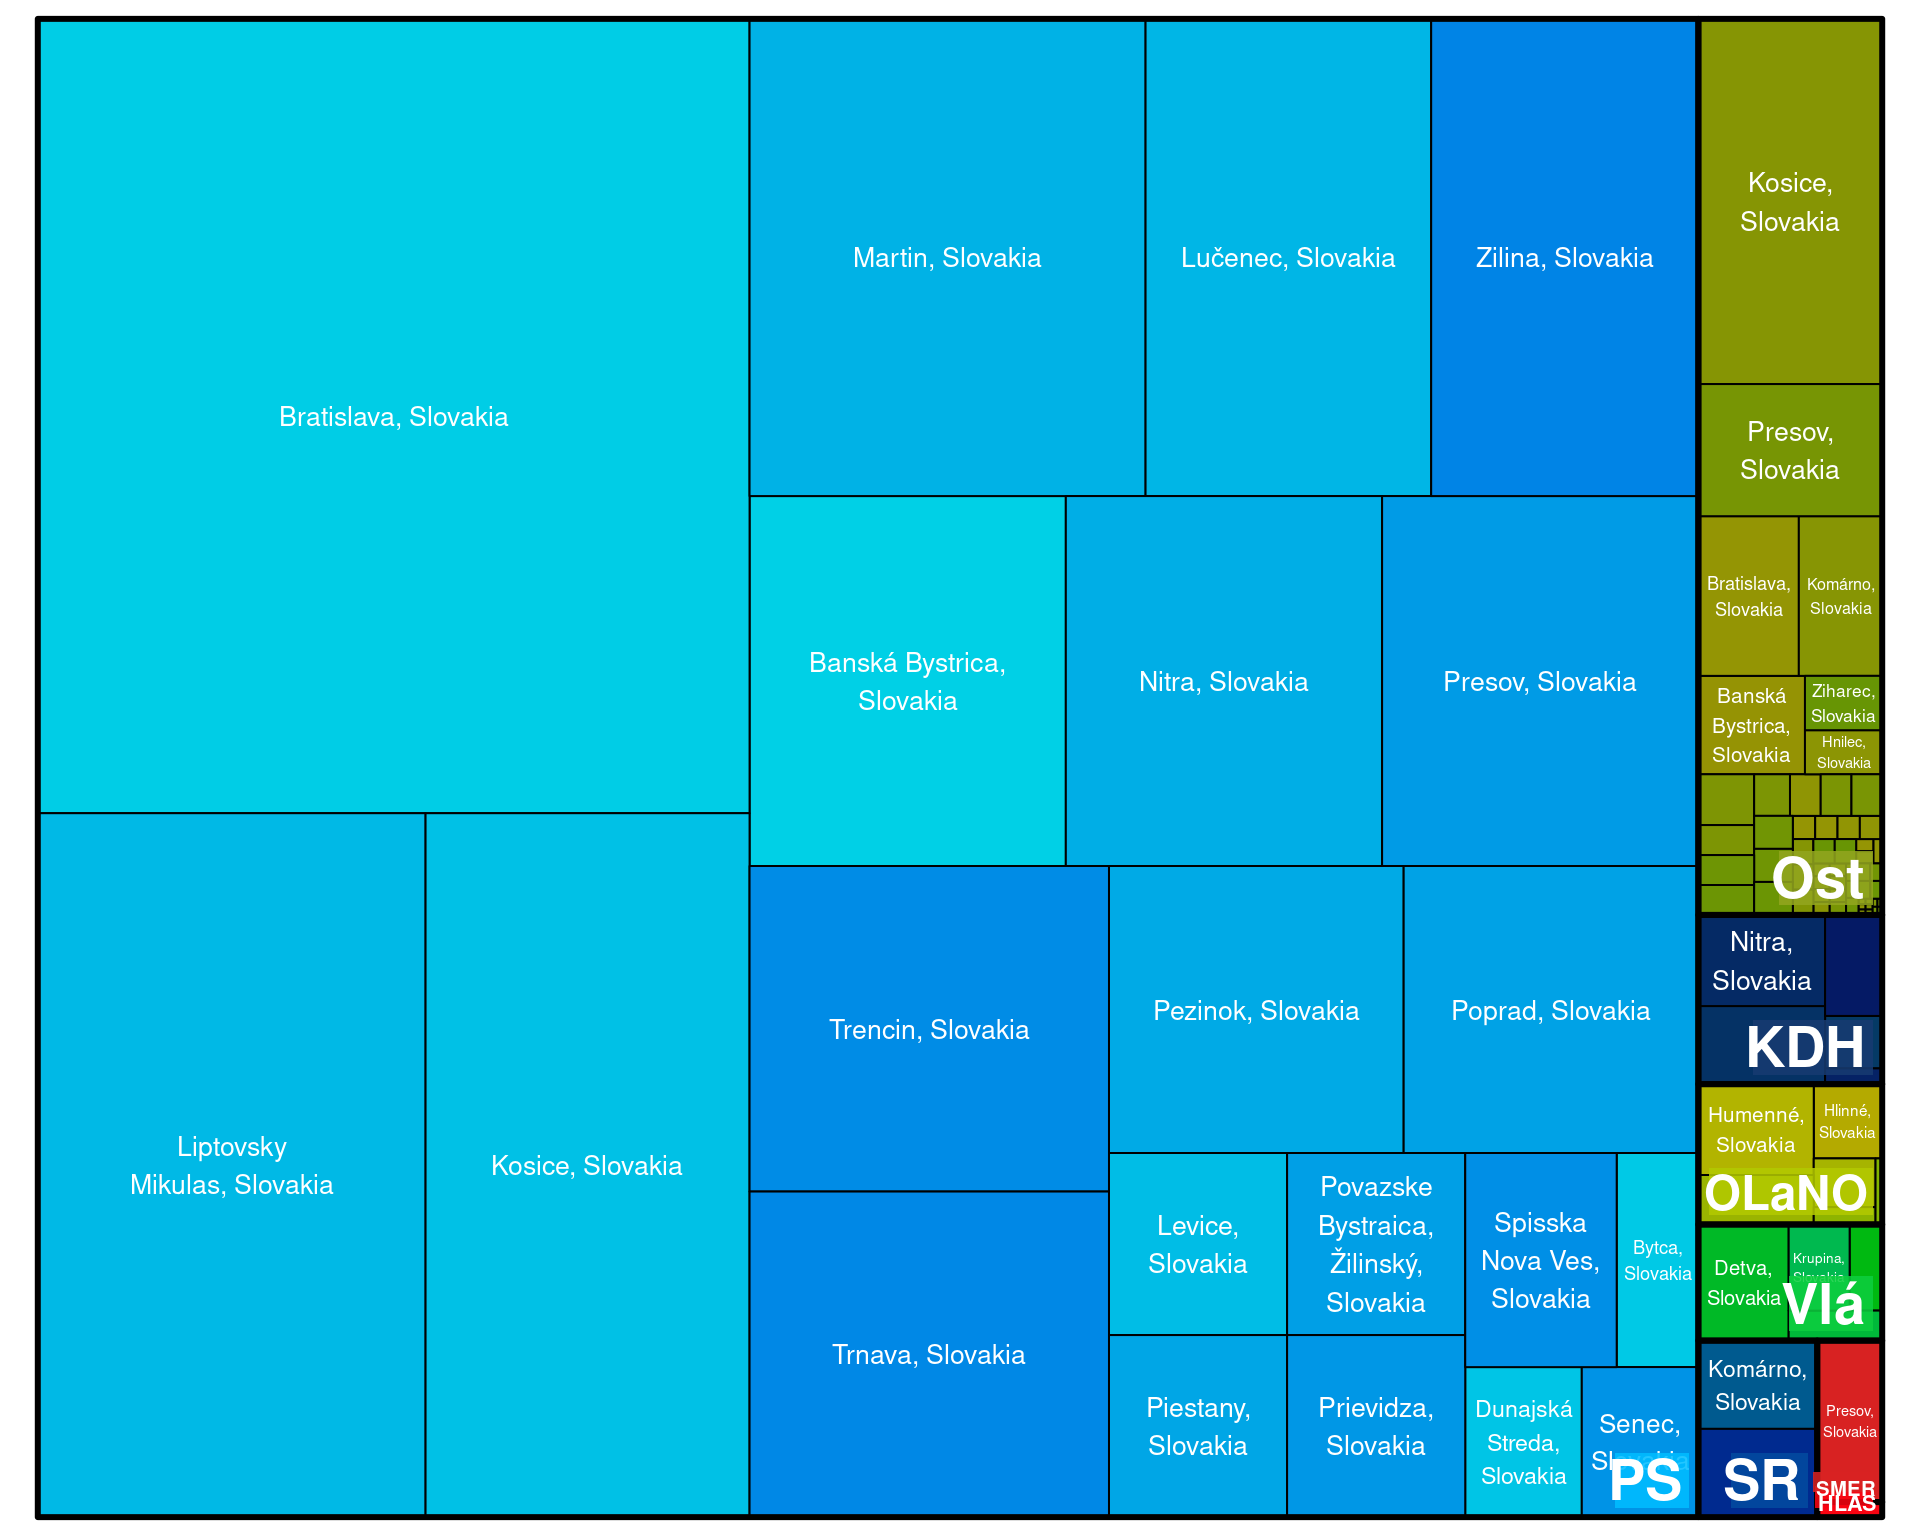 Bratislava, Slovakia
Martin, Slovakia
Lučenec, Slovakia
Zilina, Slovakia
Banská Bystrica,
Slovakia
Nitra, Slovakia
Presov, Slovakia
Liptovsky
Mikulas, Slovakia
Kosice, Slovakia
Trencin, Slovakia
Trnava, Slovakia
Pezinok, Slovakia
Poprad, Slovakia
Levice,
Slovakia
Povazske
Bystraica,
Žilinský,
Slovakia
Spisska
Nova Ves,
Slovakia
Bytca,
Slovakia
Piestany,
Slovakia
Prievidza,
Slovakia
Dunajská
Streda,
Slovakia
Senec,
Slovakia
PS
Kosice,
Slovakia
Presov,
Slovakia
Bratislava,
Slovakia
Komárno,
Slovakia
Banská
Bystrica,
Slovakia
Ziharec,
Slovakia
Hnilec,
Slovakia
Ost
Nitra,
Slovakia
KDH
Humenné,
Slovakia
Hlinné,
Slovakia
OLaNO
Detva,
Slovakia
Krupina,
Slovakia
Vlá
Komárno,
Slovakia
SR
Presov,
Slovakia
SMER
HLAS